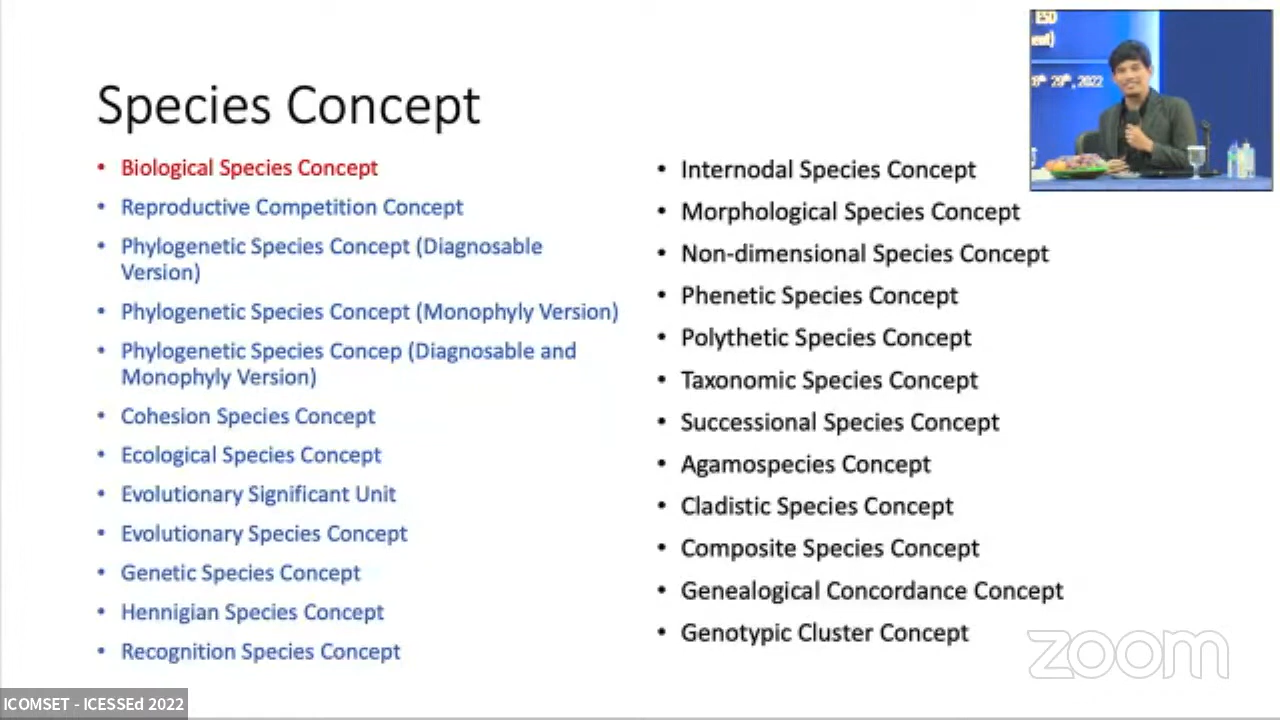 Species Concept
• Biological Species Concept
• Reproductive Competition Concept
• Phylogenetic Species Concept (Diagnosable
Version)
• Phylogenetic Species Concept (Monophyly Version)
• Phylogenetic Species Concep (Diagnosable and
Monophyly Version)
• Cohesion Species Concept
• Ecological Species Concept
• Evolutionary Significant Unit
• Evolutionary Species Concept
• Genetic Species Concept
• Hennigian Species Concept
• Recognition Species Concept
• Internodal Species Concept
• Morphological Species Concept
• Non-dimensional Species Concept
• Phenetic Species Concept
• Polythetic Species Concept
• Taxonomic Species Concept
• Successional Species Concept
• Agamospecies Concept
• Cladistic Species Concept
• Composite Species Concept
• Genealogical Concordance Concept
• Genotypic Cluster Concept
ESD
29th, 2022
zoom
ICOMSET - ICESSEd 2022